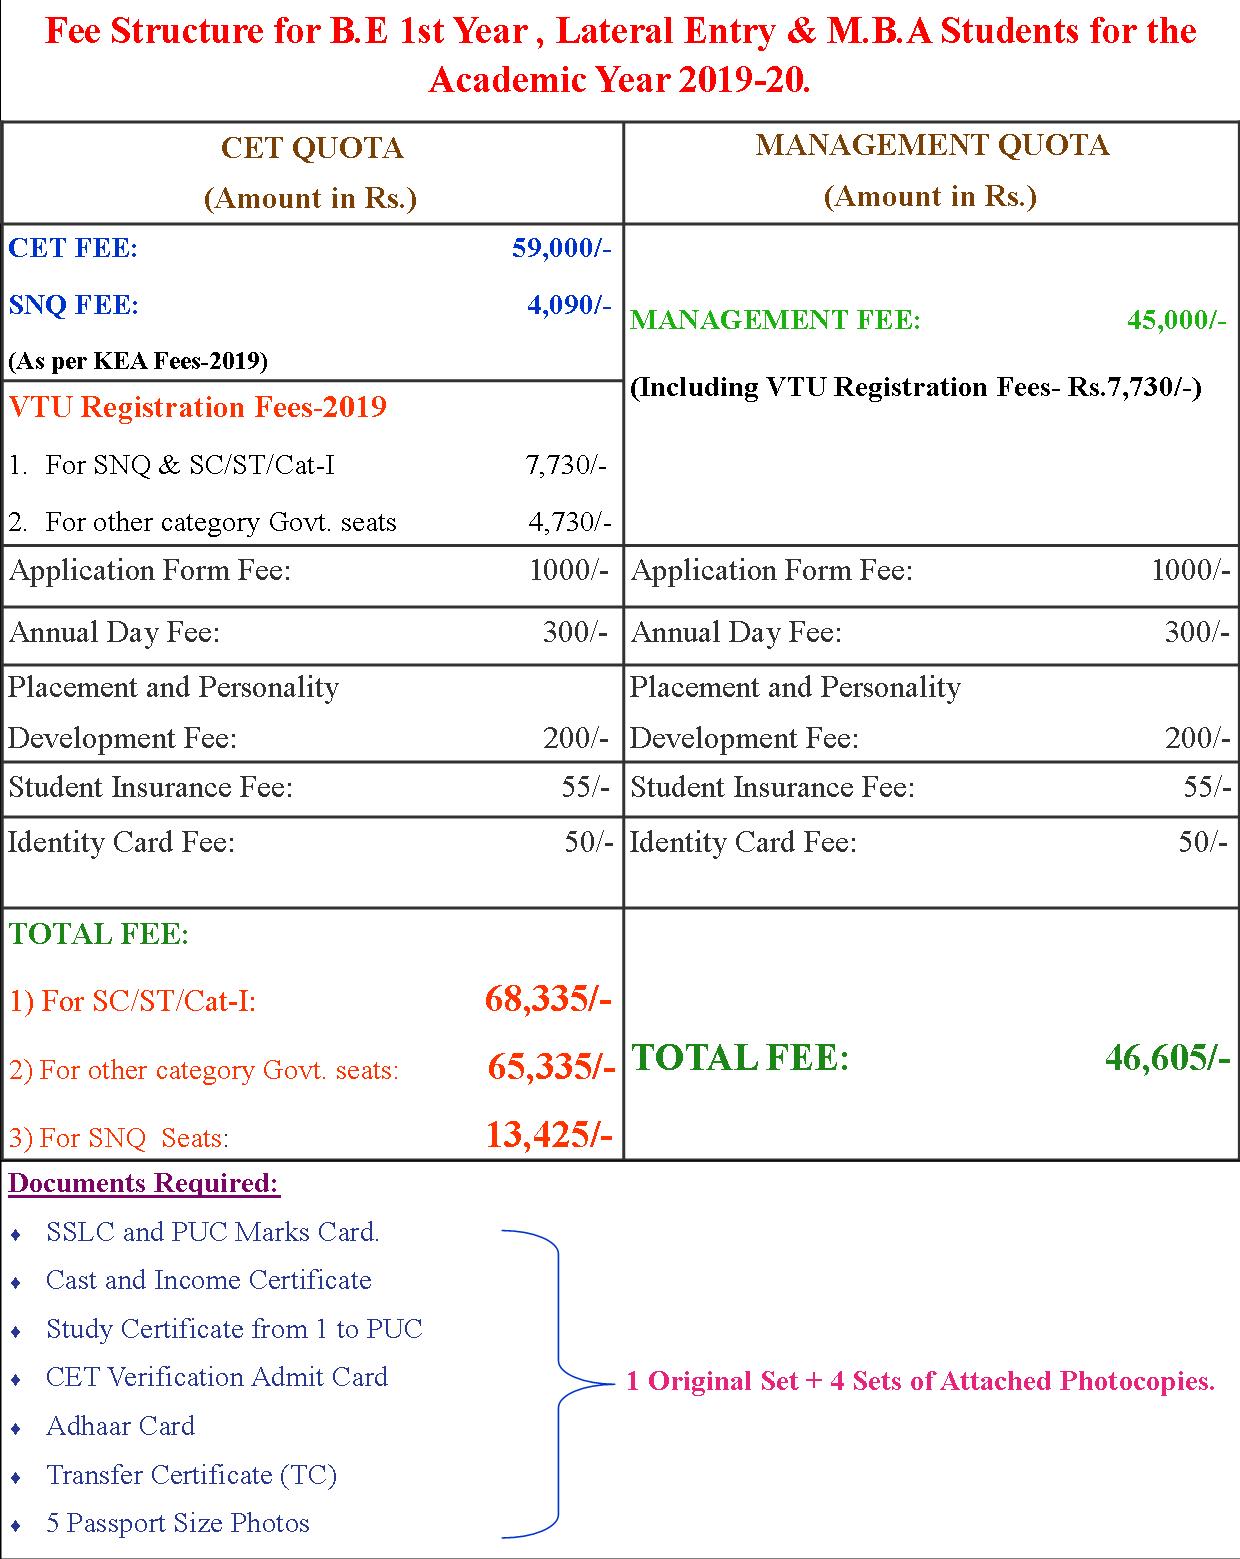 Fee Structure for B.E 1st Year , Lateral Entry & M.B.A Students for the
Academic Year 2019-20.
CET QUOTA
(Amount in Rs.)
MANAGEMENT QUOTA
(Amount in Rs.)
CET FEE: 59,000/-
SNQ FEE: 4,090/-
(As per KEA Fees-2019)
MANAGEMENT FEE: 45,000/-
(Including VTU Registration Fees- Rs.7,730/-)
VTU Registration Fees-2019
1. For SNQ & SC/ST/Cat-I 7,730/-
2. For other category Govt. seats 4,730/-
Application Form Fee: 1000/- Application Form Fee: 1000/-
Annual Day Fee: 300/- Annual Day Fee: 300/-
Placement and Personality Placement and Personality
Development Fee: 200/- Development Fee: 200/-
Student Insurance Fee: 55/- Student Insurance Fee: 55/-
Identity Card Fee: 50/- Identity Card Fee: 50/-
TOTAL FEE:
1) For SC/ST/Cat-I: 68,335/-
2) For other category Govt. seats: 65,335/-
3) For SNQ Seats: 13,425/-
TOTAL FEE: 46,605/-
Documents Required:
♦ SSLC and PUC Marks Card.
♦ Cast and Income Certificate
♦ Study Certificate from 1 to PUC
♦ CET Verification Admit Card
♦ Adhaar Card
♦ Transfer Certificate (TC)
♦ 5 Passport Size Photos
1 Original Set + 4 Sets of Attached Photocopies.